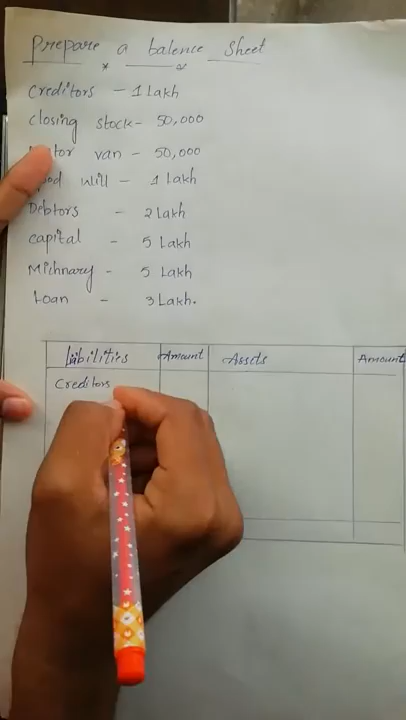 Prepare a balence Sheet
Creditors - 1 Lakh
closing stock - 50,000
van - 50,000
will - 1 Lakh
Debtors - 2 Lakh
capital - 5 Lakh
Michnary - 5 Lakh
Loan - 3 Lakh.
Liibilities Amount Assets Amount
Creditors